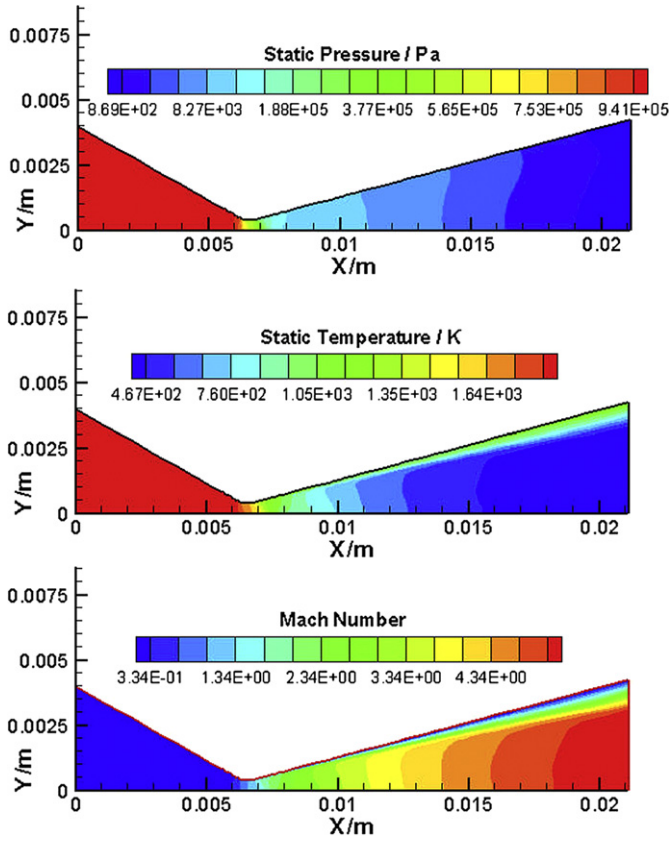 0.0075
Static Pressure / Pa
0.005
8.69E+02 8.27E+03 1.88E+05 3.77E+05 5.65E+05 7.53E+05 9.41E+05
Y/m
0.0025
0
0 0.005 0.01 0.015 0.02
X/m
0.0075
Static Temperature / K
0.005
4.67E+02 7.60E+02 1.05E+03 1.35E+03 1.64E+03
Y/m
0.0025
0
0 0.005 0.01 0.015 0.02
X/m
0.0075
Mach Number
0.005
3.34E-01 1.34E+00 2.34E+00 3.34E+00 4.34E+00
Y/m
0.0025
0
0 0.005 0.01 0.015 0.02
X/m